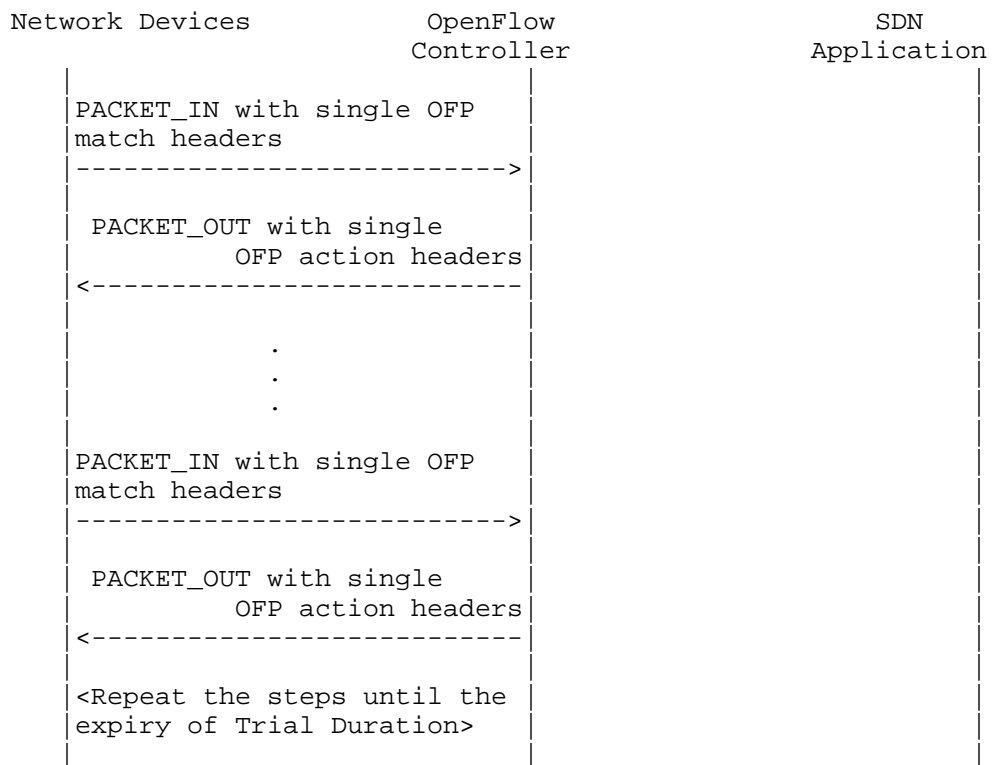 Network Devices OpenFlow SDN
Controller Application
PACKET_IN with single OFP
match headers
--------------------------->
PACKET_OUT with single
OFP action headers
<---------------------------
.
.
.
PACKET_IN with single OFP
match headers
--------------------------->
PACKET_OUT with single
OFP action headers
<---------------------------
<Repeat the steps until the
expiry of Trial Duration>